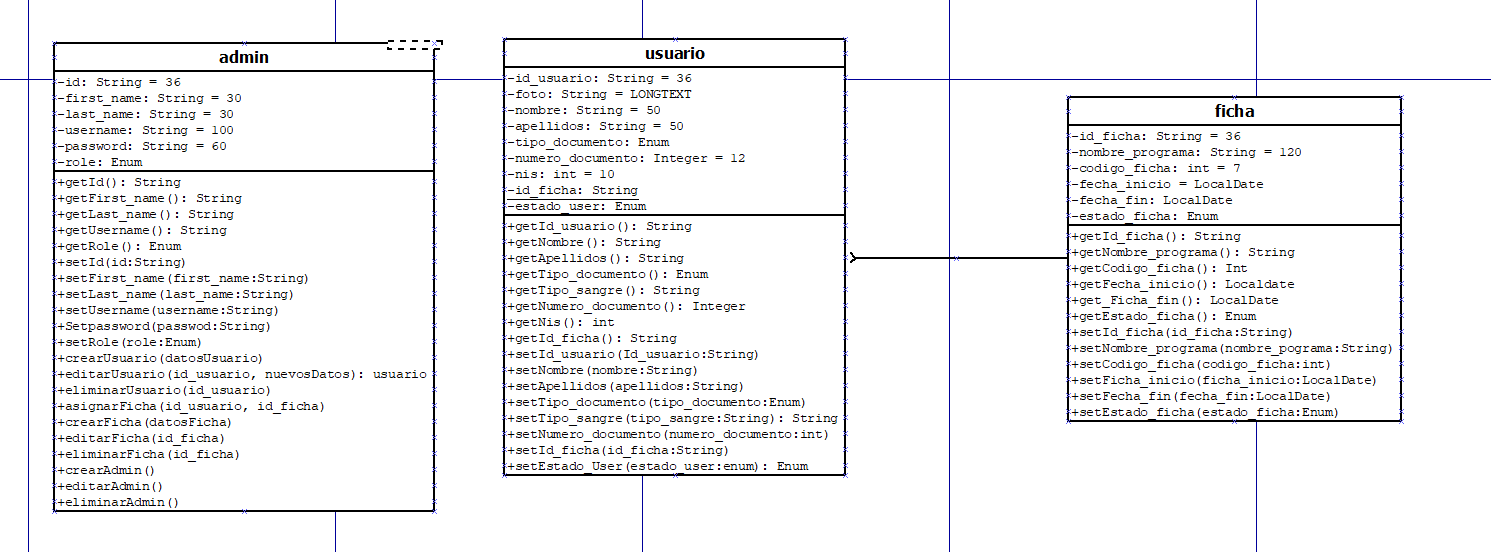 admin
-id: String = 36
-first_name: String = 30
-last_name: String = 30
-username: String = 100
-password: String = 60
-role: Enum
+getId(): String
+getFirst_name(): String
+getLast_name(): String
+getUsername(): String
+getRole(): Enum
+setId(id:String)
+setFirst_name(first_name:String)
+setLast_name(last_name:String)
+setUsername(username:String)
+Setpassword(passwod:String)
+setRole(role:Enum)
+crearUsuario(datosUsuario)
+editarUsuario(id_usuario, nuevosDatos): usuario
+eliminarUsuario(id_usuario)
+asignarFicha(id_usuario, id_ficha)
+crearFicha(datosFicha)
+editarFicha(id_ficha)
+eliminarFicha(id_ficha)
+crearAdmin()
+editarAdmin()
+eliminarAdmin()
usuario
-id_usuario: String = 36
-foto: String = LONGTEXT
-nombre: String = 50
-apellidos: String = 50
-tipo_documento: Enum
-numero_documento: Integer = 12
-nis: int = 10
-id_ficha: String
-estado_user: Enum
+getId_usuario(): String
+getNombre(): String
+getApellidos(): String
+getTipo_documento(): Enum
+getTipo_sangre(): String
+getNumero_documento(): Integer
+getNis(): int
+getId_ficha(): String
+setId_usuario(Id_usuario:String)
+setNombre(nombre:String)
+setApellidos(apellidos:String)
+setTipo_documento(tipo_documento:Enum)
+setTipo_sangre(tipo_sangre:String): String
+setNumero_documento(numero_documento:int)
+setId_ficha(id_ficha:String)
+setEstado_User(estado_user:enum): Enum
ficha
-id_ficha: String = 36
-nombre_programa: String = 120
-codigo_ficha: int = 7
-fecha_inicio = LocalDate
-fecha_fin: LocalDate
-estado_ficha: Enum
+getId_ficha(): String
+getNombre_programa(): String
+getCodigo_ficha(): Int
+getFecha_inicio(): Localdate
+get_Ficha_fin(): LocalDate
+getEstado_ficha(): Enum
+setId_ficha(id_ficha:String)
+setNombre_programa(nombre_pograma:String)
+setCodigo_ficha(codigo_ficha:int)
+setFicha_inicio(ficha_inicio:LocalDate)
+setFecha_fin(fecha_fin:LocalDate)
+setEstado_ficha(estado_ficha:Enum)